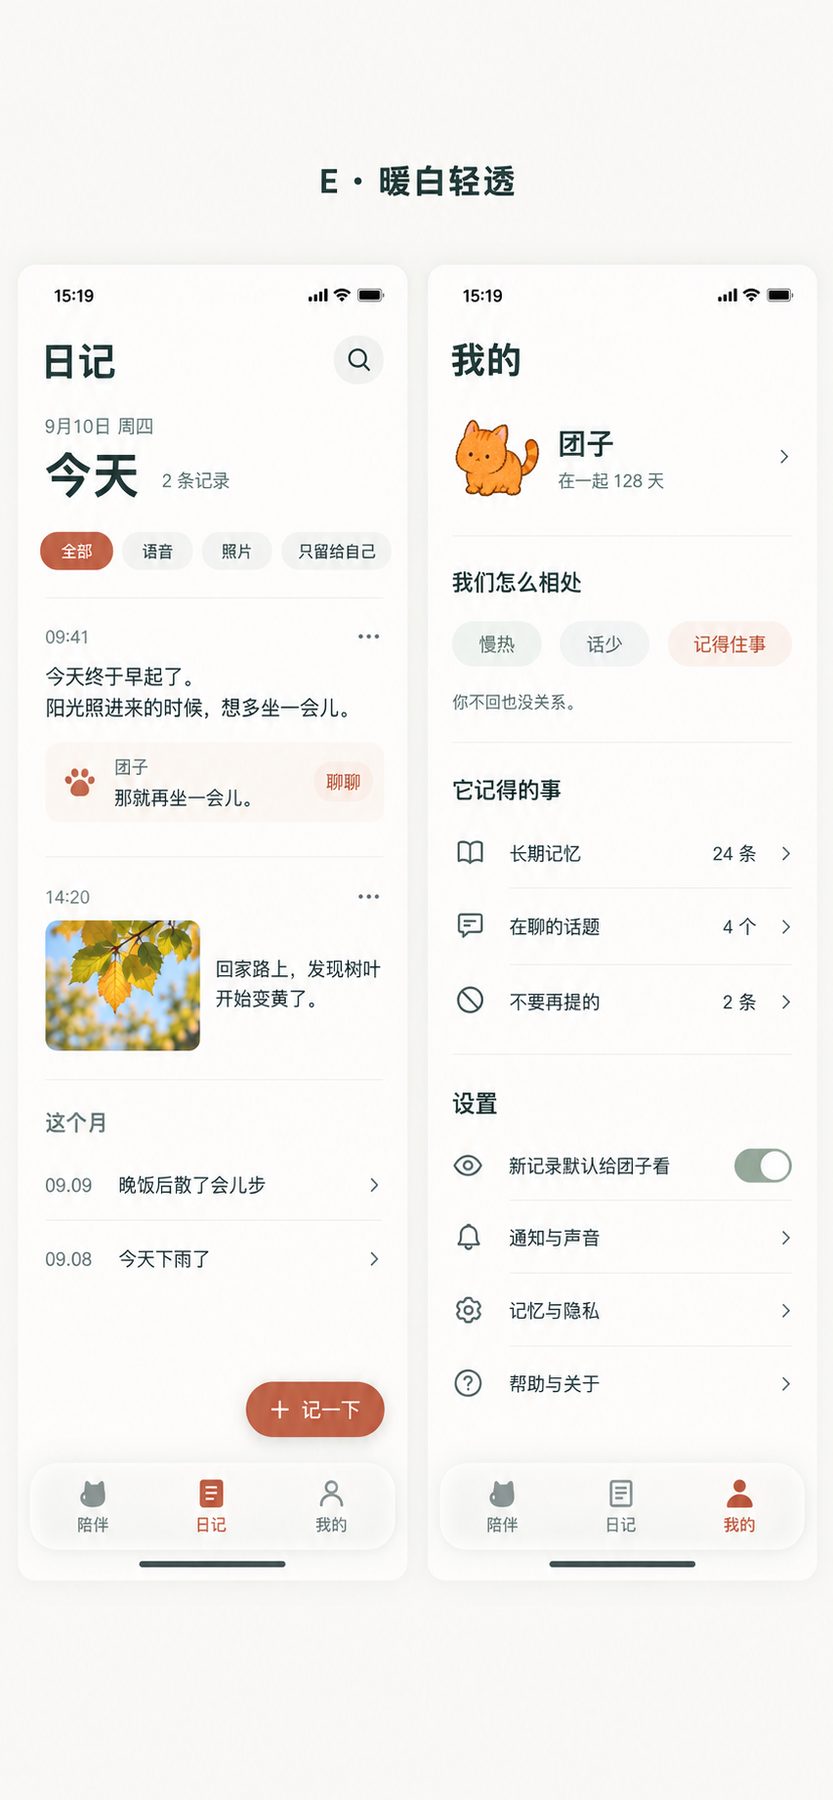 E · 暖白轻透
15:19
日记
9月10日 周四
今天 2 条记录
全部 语音 照片 只留给自己
09:41
今天终于早起了。
阳光照进来的时候，想多坐一会儿。
团子
那就再坐一会儿。
聊聊
14:20
回家路上，发现树叶
开始变黄了。
这个月
09.09 晚饭后散了会儿步
09.08 今天下雨了
+ 记一下
陪伴 日记 我的
15:19
我的
团子
在一起 128 天
我们怎么相处
慢热 话少 记得住事
你不回也没关系。
它记得的事
长期记忆 24 条
在聊的话题 4 个
不要再提的 2 条
设置
新记录默认给团子看
通知与声音
记忆与隐私
帮助与关于
陪伴 日记 我的